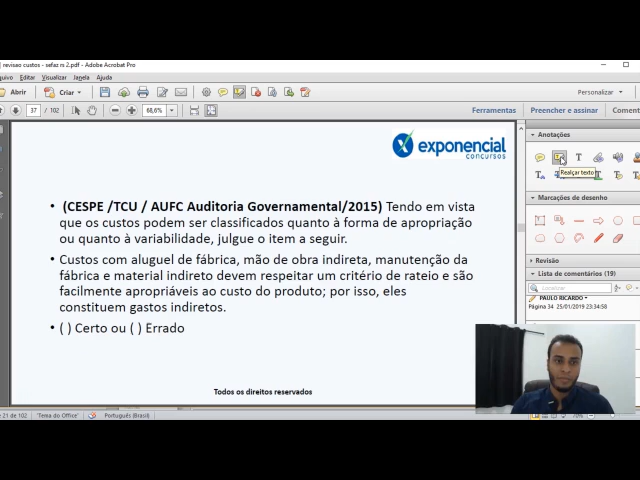 revisao custos - sefaz rs 2.pdf - Adobe Acrobat Pro
quivo Editar Visualizar Janela Ajuda
Abrir Criar Personalizar
37 / 102 68,6% Ferramentas Preencher e assinar Coment
exponencial
concursos
• (CESPE /TCU / AUFC Auditoria Governamental/2015) Tendo em vista
que os custos podem ser classificados quanto à forma de apropriação
ou quanto à variabilidade, julgue o item a seguir.
• Custos com aluguel de fábrica, mão de obra indireta, manutenção da
fábrica e material indireto devem respeitar um critério de rateio e são
facilmente apropriáveis ao custo do produto; por isso, eles
constituem gastos indiretos.
• ( ) Certo ou ( ) Errado
Todos os direitos reservados
Anotações
Realçar texto
Marcações de desenho
Revisão
Lista de comentários (19)
Localizar
PAULO RICARDO
Página 34 25/01/2019 23:34:58
21 de 102 "Tema do Office" Português (Brasil) 70%